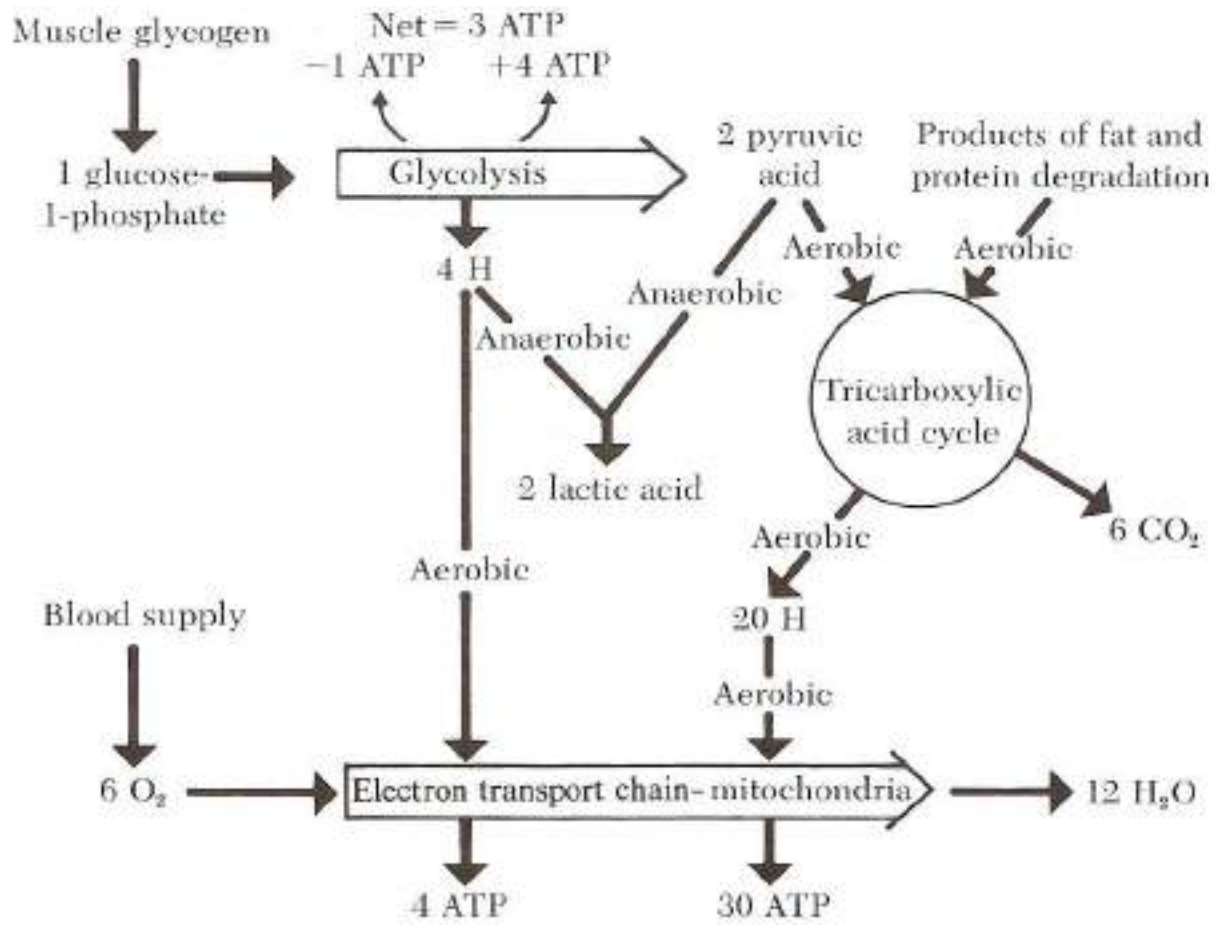 Muscle glycogen
Net = 3 ATP
−1 ATP
+4 ATP
1 glucose-
1-phosphate
Glycolysis
2 pyruvic
acid
Products of fat and
protein degradation
4 H
Aerobic
Aerobic
Anaerobic
Anaerobic
Tricarboxylic
acid cycle
2 lactic acid
6 CO₂
Aerobic
Aerobic
Blood supply
20 H
Aerobic
6 O₂
Electron transport chain-mitochondria
12 H₂O
4 ATP
30 ATP